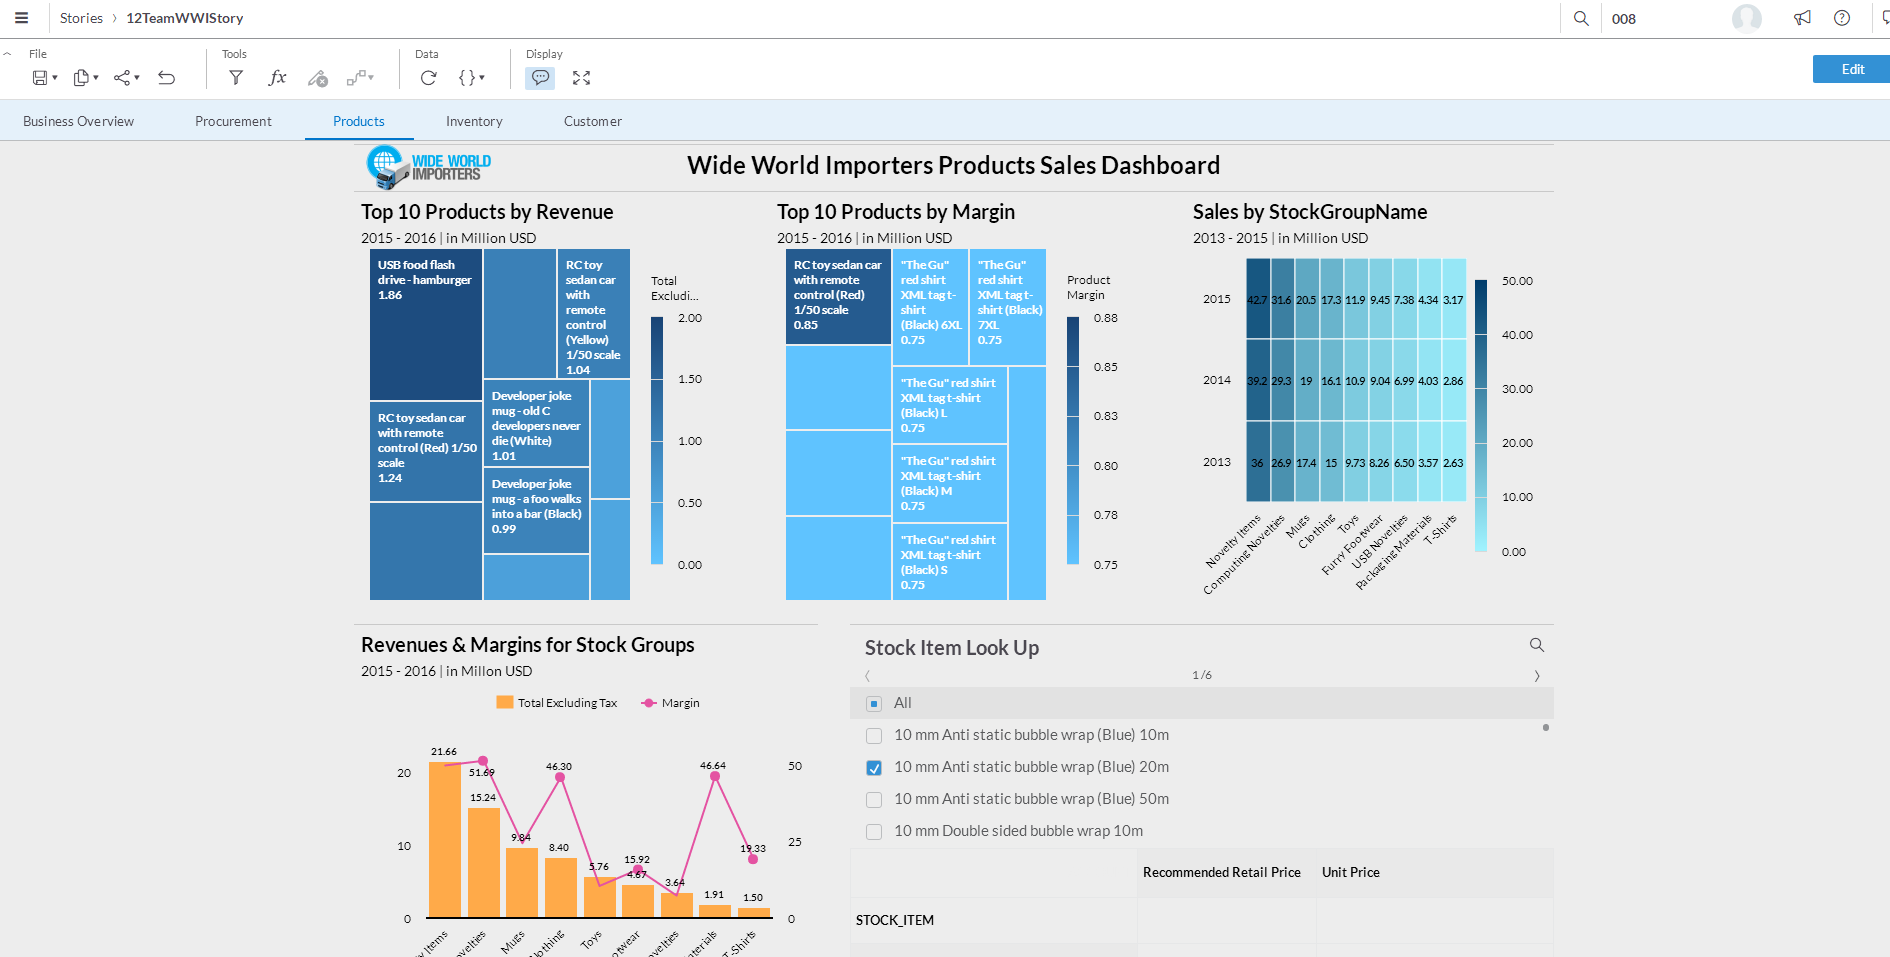 Stories › 12TeamWWIStory
008
File
Tools
Data
Display
fx
{ }
Edit
Business Overview
Procurement
Products
Inventory
Customer
WIDE WORLD
IMPORTERS
Wide World Importers Products Sales Dashboard
Top 10 Products by Revenue
2015 - 2016 | in Million USD
USB food flash
drive - hamburger
1.86
RC toy
sedan car
with
remote
control
(Yellow)
1/50 scale
1.04
RC toy sedan car
with remote
control (Red) 1/50
scale
1.24
Developer joke
mug - old C
developers never
die (White)
1.01
Developer joke
mug - a foo walks
into a bar (Black)
0.99
Total
Excludi...
2.00
1.50
1.00
0.50
0.00
Top 10 Products by Margin
2015 - 2016 | in Million USD
RC toy sedan car
with remote
control (Red)
1/50 scale
0.85
"The Gu"
red shirt
XML tag t-
shirt
(Black) 6XL
0.75
"The Gu"
red shirt
XML tag t-
shirt (Black)
7XL
0.75
"The Gu" red shirt
XML tag t-shirt
(Black) L
0.75
"The Gu" red shirt
XML tag t-shirt
(Black) M
0.75
"The Gu" red shirt
XML tag t-shirt
(Black) S
0.75
Product
Margin
0.88
0.85
0.83
0.80
0.78
0.75
Sales by StockGroupName
2013 - 2015 | in Million USD
2015 42.7 31.6 20.5 17.3 11.9 9.45 7.38 4.34 3.17
2014 39.2 29.3 19 16.1 10.9 9.04 6.99 4.03 2.86
2013 36 26.9 17.4 15 9.73 8.26 6.50 3.57 2.63
Novelty Items
Computing Novelties
Mugs
Clothing
Toys
Furry Footwear
USB Novelties
Packaging Materials
T-Shirts
50.00
40.00
30.00
20.00
10.00
0.00
Revenues & Margins for Stock Groups
2015 - 2016 | in Millon USD
Total Excluding Tax
Margin
20
10
0
21.66
51.69
15.24
9.84
46.30
8.40
5.76
15.92
4.67
3.64
46.64
1.91
19.33
1.50
50
25
0
y Items
ovelties
Mugs
lothing
Toys
otwear
ovelties
aterials
T-Shirts
Stock Item Look Up
1 /6
All
10 mm Anti static bubble wrap (Blue) 10m
10 mm Anti static bubble wrap (Blue) 20m
10 mm Anti static bubble wrap (Blue) 50m
10 mm Double sided bubble wrap 10m
Recommended Retail Price
Unit Price
STOCK_ITEM